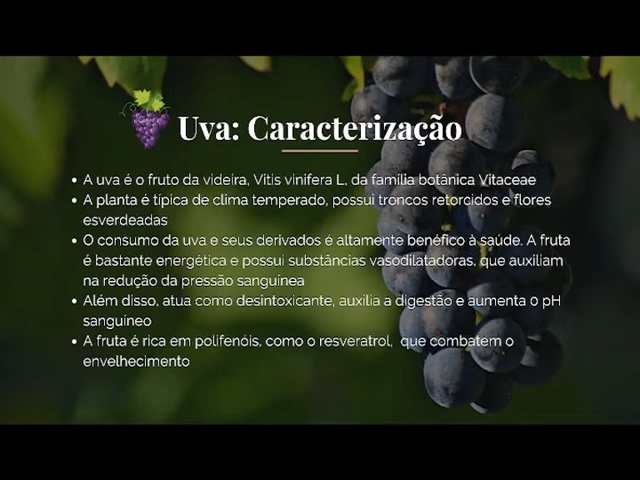 Uva: Caracterização
• A uva é o fruto da videira, Vitis vinifera L, da família botânica Vitaceae
• A planta é típica de clima temperado, possui troncos retorcidos e flores
esverdeadas
• O consumo da uva e seus derivados é altamente benéfico à saúde. A fruta
é bastante energética e possui substâncias vasodilatadoras, que auxiliam
na redução da pressão sanguínea
• Além disso, atua como desintoxicante, auxilia a digestão e aumenta o pH
sanguíneo
• A fruta é rica em polifenóis, como o resveratrol, que combatem o
envelhecimento